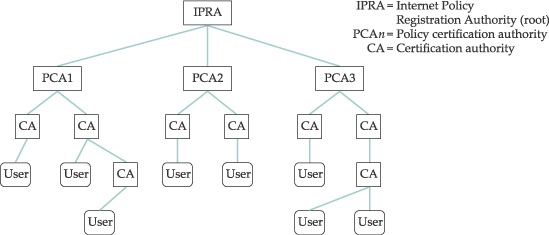 IPRA
IPRA = Internet Policy
Registration Authority (root)
PCAn = Policy certification authority
CA = Certification authority
PCA1 PCA2 PCA3
CA CA CA CA CA CA
User User CA User User User CA
User User User